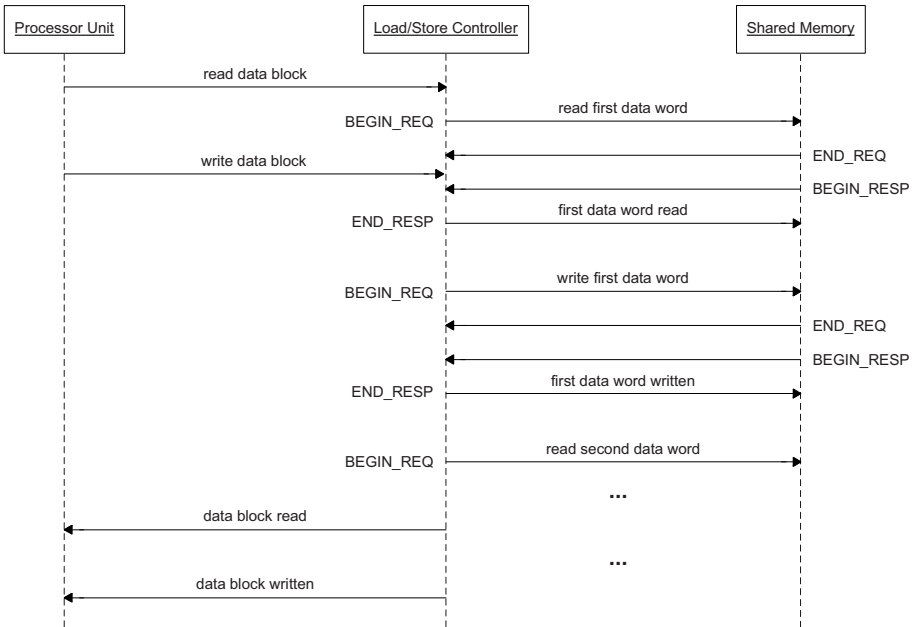 Processor Unit
Load/Store Controller
Shared Memory
read data block
BEGIN_REQ
read first data word
write data block
END_REQ
BEGIN_RESP
END_RESP
first data word read
BEGIN_REQ
write first data word
END_REQ
BEGIN_RESP
END_RESP
first data word written
BEGIN_REQ
read second data word
...
data block read
...
data block written